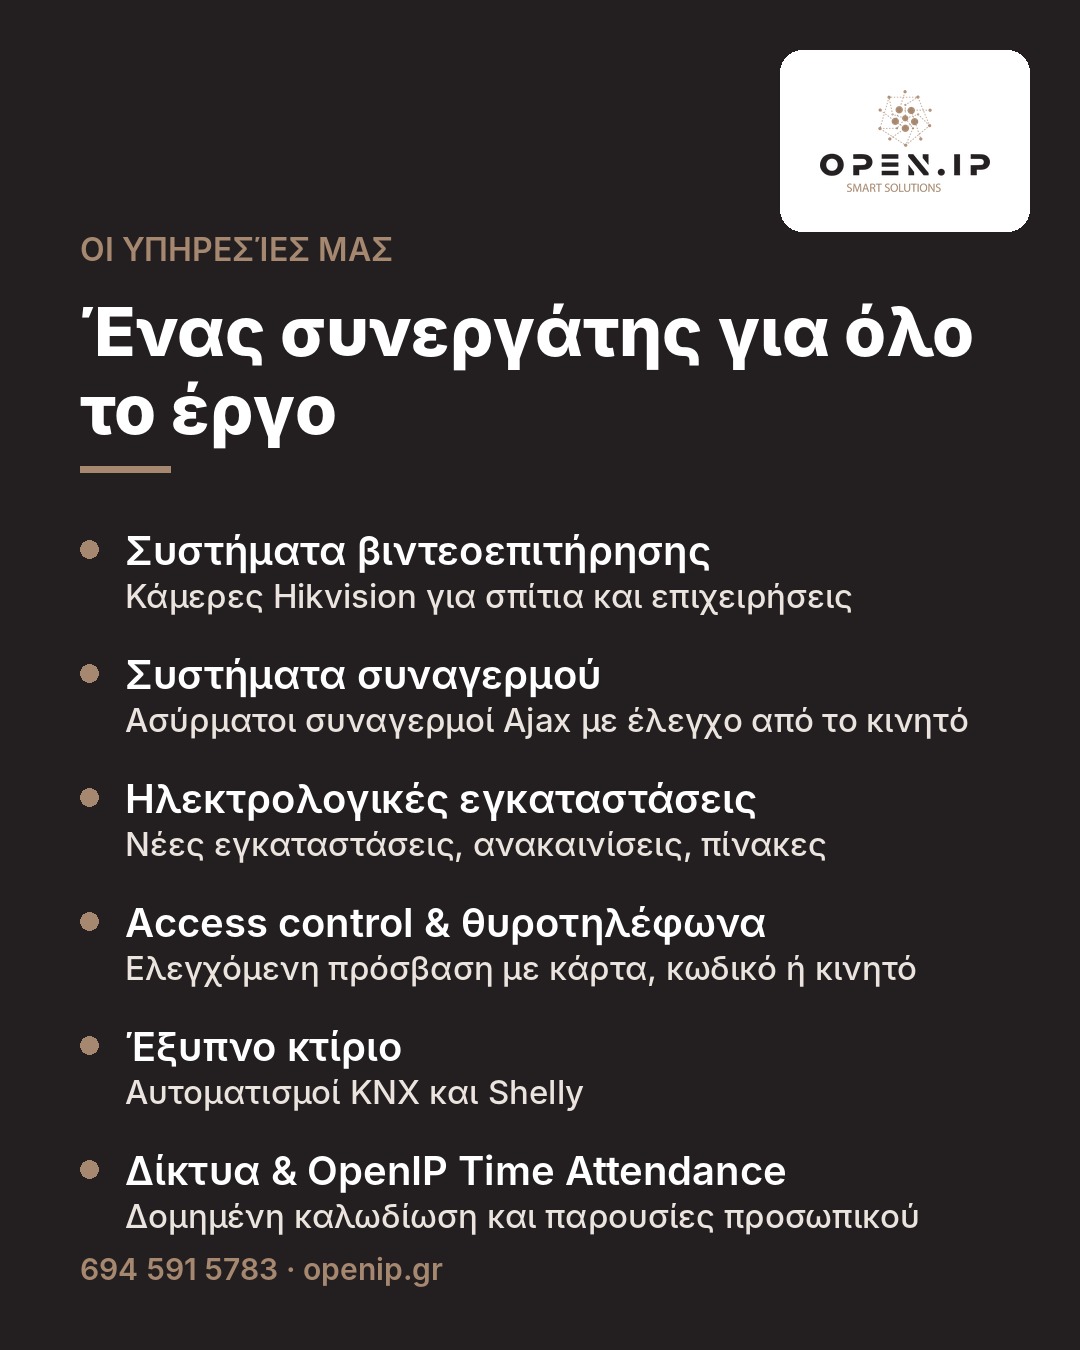 OPEN.IP
SMART SOLUTIONS
ΟΙ ΥΠΗΡΕΣΊΕΣ ΜΑΣ
Ένας συνεργάτης για όλο
το έργο
Συστήματα βιντεοεπιτήρησης
Κάμερες Hikvision για σπίτια και επιχειρήσεις
Συστήματα συναγερμού
Ασύρματοι συναγερμοί Ajax με έλεγχο από το κινητό
Ηλεκτρολογικές εγκαταστάσεις
Νέες εγκαταστάσεις, ανακαινίσεις, πίνακες
Access control & θυροτηλέφωνα
Ελεγχόμενη πρόσβαση με κάρτα, κωδικό ή κινητό
Έξυπνο κτίριο
Αυτοματισμοί KNX και Shelly
Δίκτυα & OpenIP Time Attendance
Δομημένη καλωδίωση και παρουσίες προσωπικού
694 591 5783 · openip.gr